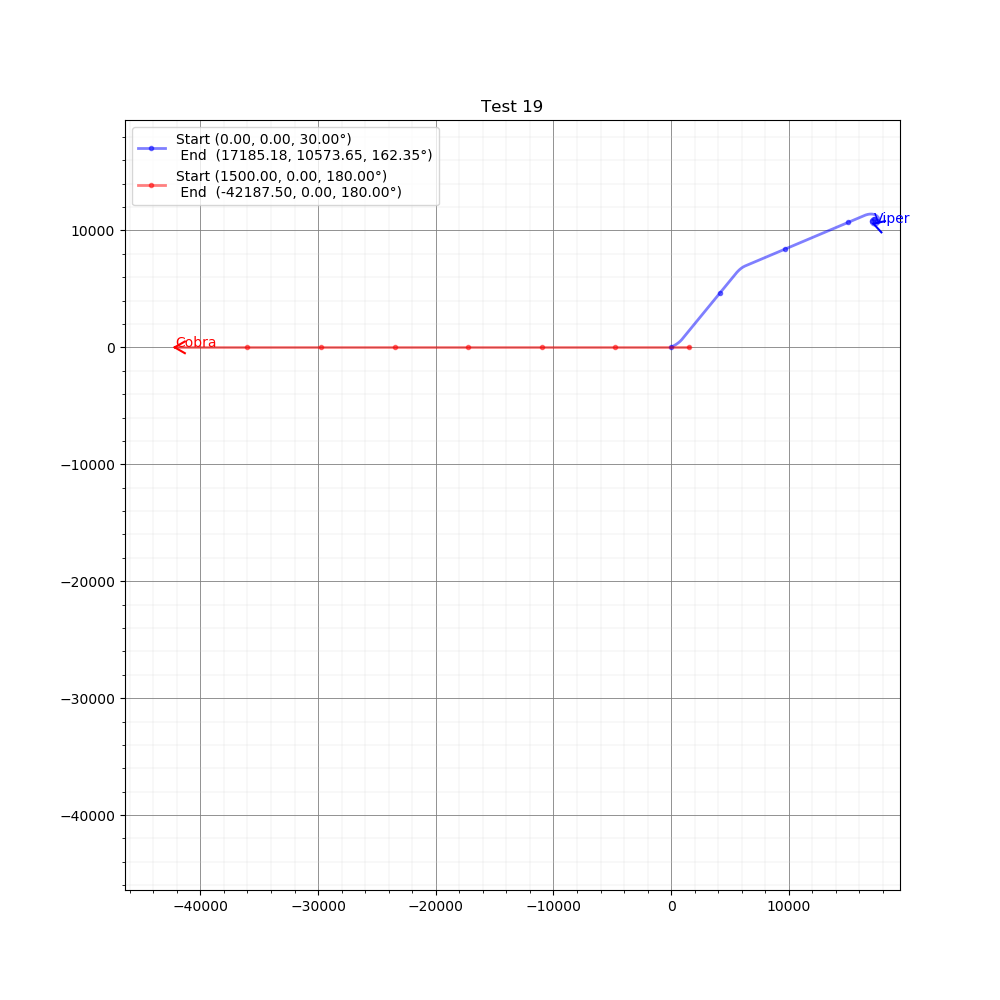 Test 19
Start (0.00, 0.00, 30.00°)
End  (17185.18, 10573.65, 162.35°)
Start (1500.00, 0.00, 180.00°)
End  (-42187.50, 0.00, 180.00°)
Viper
Cobra
10000
0
−10000
−20000
−30000
−40000
−40000
−30000
−20000
−10000
0
10000